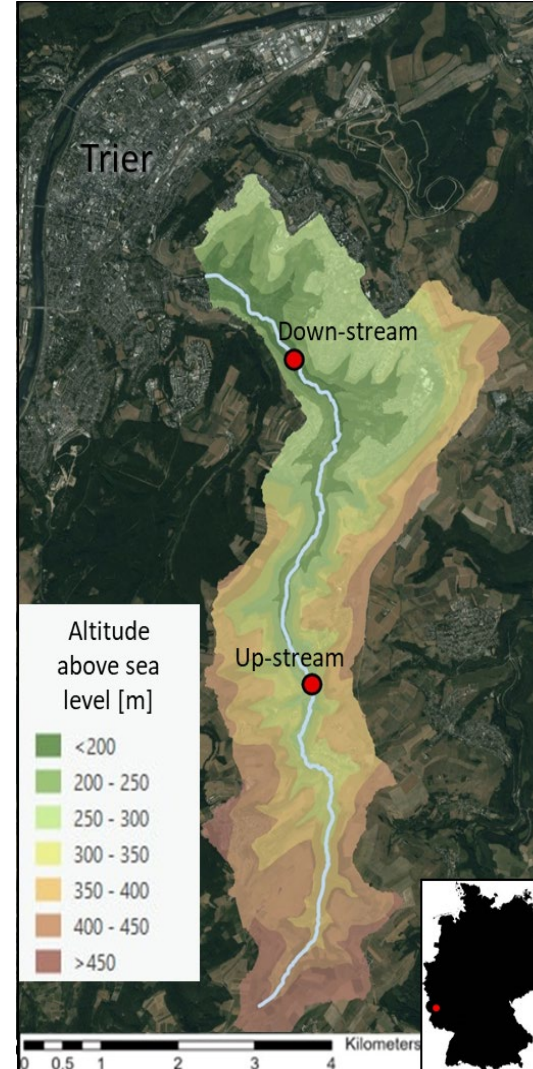 Trier
Down-stream
Up-stream
Altitude
above sea
level [m]
<200
200 - 250
250 - 300
300 - 350
350 - 400
400 - 450
>450
Kilometers
0 0.5 1 2 3 4